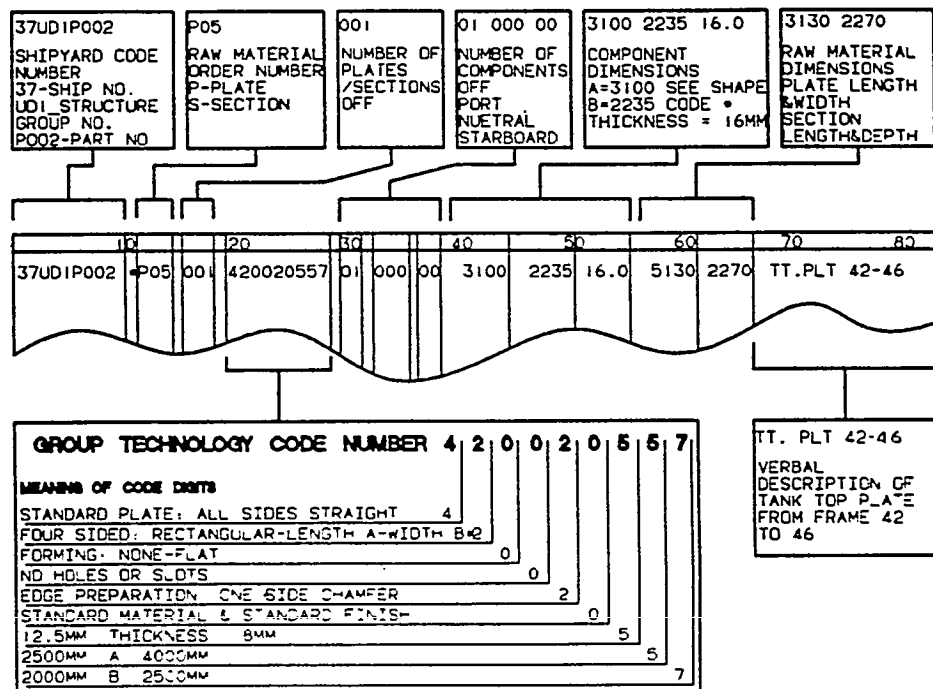 37UD1P002
SHIPYARD CODE
NUMBER
37-SHIP NO.
UD1 STRUCTURE
GROUP NO.
P002-PART NO
P05
RAW MATERIAL
ORDER NUMBER
P-PLATE
S-SECTION
001
NUMBER OF
PLATES
/SECTIONS
OFF
01 000 00
NUMBER OF
COMPONENTS
OFF
PORT
NUETRAL
STARBOARD
3100 2235 16.0
COMPONENT
DIMENSIONS
A=3100 SEE SHAPE
B=2235 CODE *
THICKNESS = 16MM
3130 2270
RAW MATERIAL
DIMENSIONS
PLATE LENGTH
&WIDTH
SECTION
LENGTH&DEPTH
10 20 30 40 50 60 70 80
37UD1P002 *P05 001 420020557 01 000 00 3100 2235 16.0 5130 2270 TT.PLT 42-46
GROUP TECHNOLOGY CODE NUMBER 4 2 0 0 2 0 5 5 7
MEANING OF CODE DIGITS
STANDARD PLATE: ALL SIDES STRAIGHT 4
FOUR SIDED: RECTANGULAR-LENGTH A-WIDTH B*2
FORMING: NONE-FLAT 0
NO HOLES OR SLOTS 0
EDGE PREPARATION ONE SIDE CHAMFER 2
STANDARD MATERIAL & STANDARD FINISH 0
12.5MM THICKNESS 8MM 5
2500MM A 4000MM 5
2000MM B 2500MM 7
TT. PLT 42-46
VERBAL
DESCRIPTION OF
TANK TOP PLATE
FROM FRAME 42
TO 46